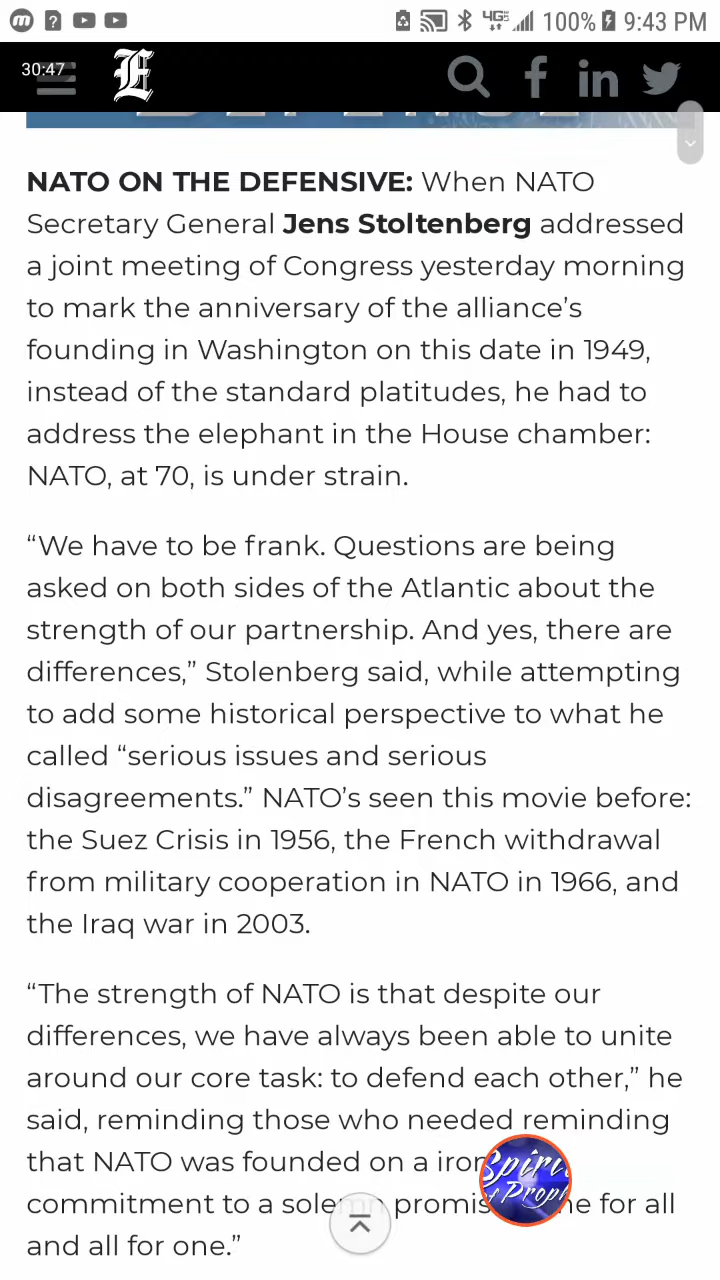 100% 9:43 PM
30:47
E
NATO ON THE DEFENSIVE: When NATO
Secretary General Jens Stoltenberg addressed
a joint meeting of Congress yesterday morning
to mark the anniversary of the alliance’s
founding in Washington on this date in 1949,
instead of the standard platitudes, he had to
address the elephant in the House chamber:
NATO, at 70, is under strain.
“We have to be frank. Questions are being
asked on both sides of the Atlantic about the
strength of our partnership. And yes, there are
differences,” Stolenberg said, while attempting
to add some historical perspective to what he
called “serious issues and serious
disagreements.” NATO’s seen this movie before:
the Suez Crisis in 1956, the French withdrawal
from military cooperation in NATO in 1966, and
the Iraq war in 2003.
“The strength of NATO is that despite our
differences, we have always been able to unite
around our core task: to defend each other,” he
said, reminding those who needed reminding
that NATO was founded on a iron
commitment to a solemn for all
and all for one.”